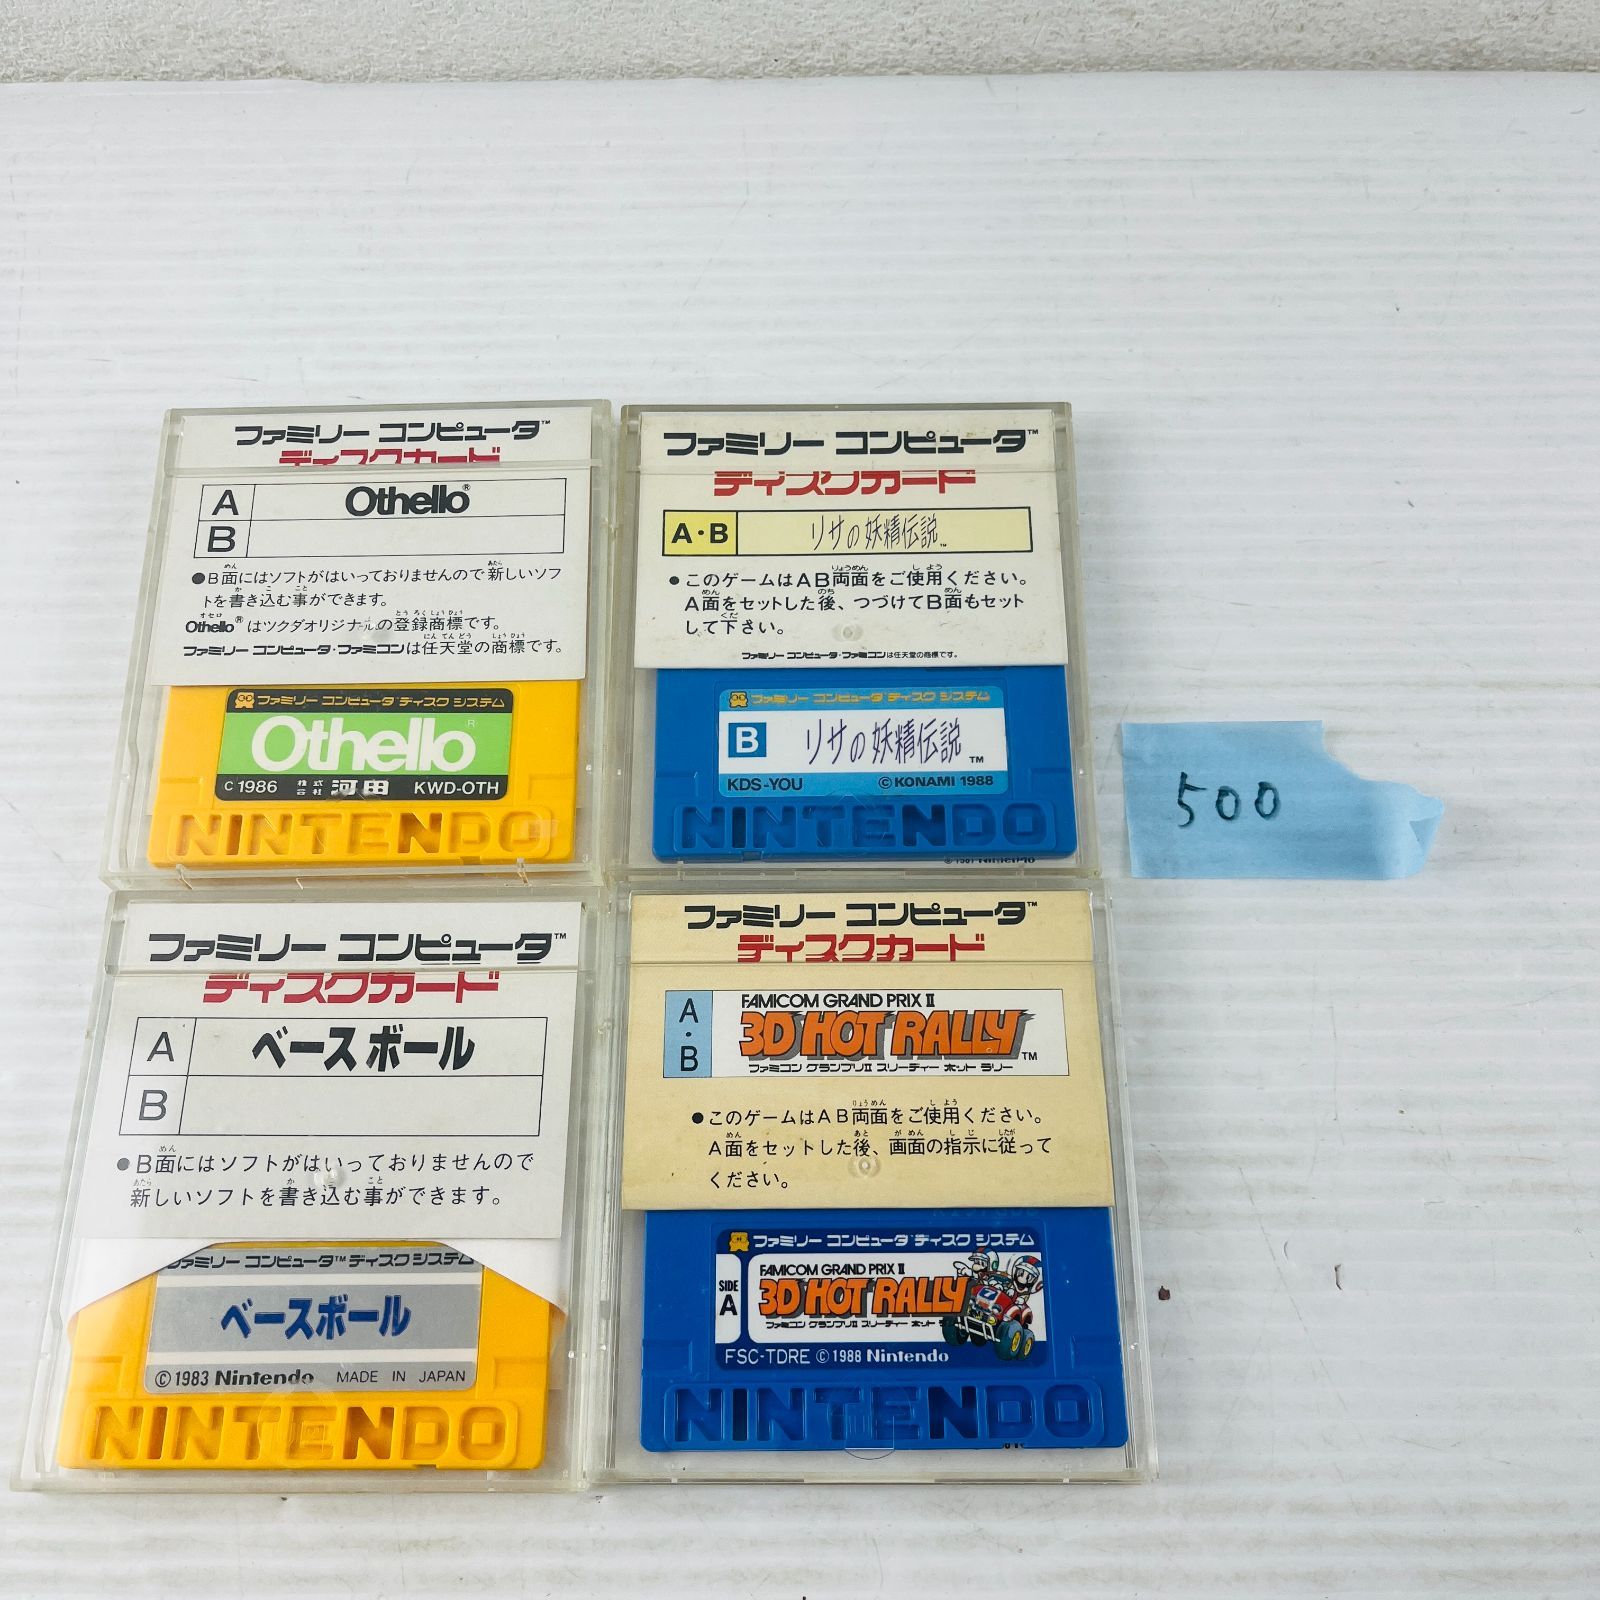 ファミリー コンピュータ™
ディスクカード
A Othello®
B
●B面にはソフトがはいっておりませんので新しいソフ
トを書き込む事ができます。
Othello®はツクダオリジナルの登録商標です。
ファミリー コンピュータ・ファミコンは任天堂の商標です。
ファミリー コンピュータ ディスク システム
Othello®
C 1986 株式会社 河田 KWD-OTH
NINTENDO
ファミリー コンピュータ™
ディスクカード
A・B リサの妖精伝説™
●このゲームはAB両面をご使用ください。
A面をセットした後、つづけてB面もセット
して下さい。
ファミリー コンピュータ・ファミコンは任天堂の商標です。
ファミリー コンピュータ ディスク システム
B リサの妖精伝説™
KDS-YOU ©KONAMI 1988
NINTENDO
500
ファミリー コンピュータ™
ディスクカード
A ベースボール
B
●B面にはソフトがはいっておりませんので
新しいソフトを書き込む事ができます。
ファミリー コンピュータ™ ディスク システム
ベースボール
©1983 Nintendo MADE IN JAPAN
NINTENDO
ファミリー コンピュータ™
ディスクカード
A・B
FAMICOM GRAND PRIX II
3D HOT RALLY™
ファミコン グランプリII スリーディー ホット ラリー
●このゲームはAB両面をご使用ください。
A面をセットした後、画面の指示に従って
ください。
ファミリー コンピュータ ディスク システム
SIDE A
FAMICOM GRAND PRIX II
3D HOT RALLY
ファミコン グランプリII スリーディー ホット
FSC-TDRE ©1988 Nintendo
NINTENDO